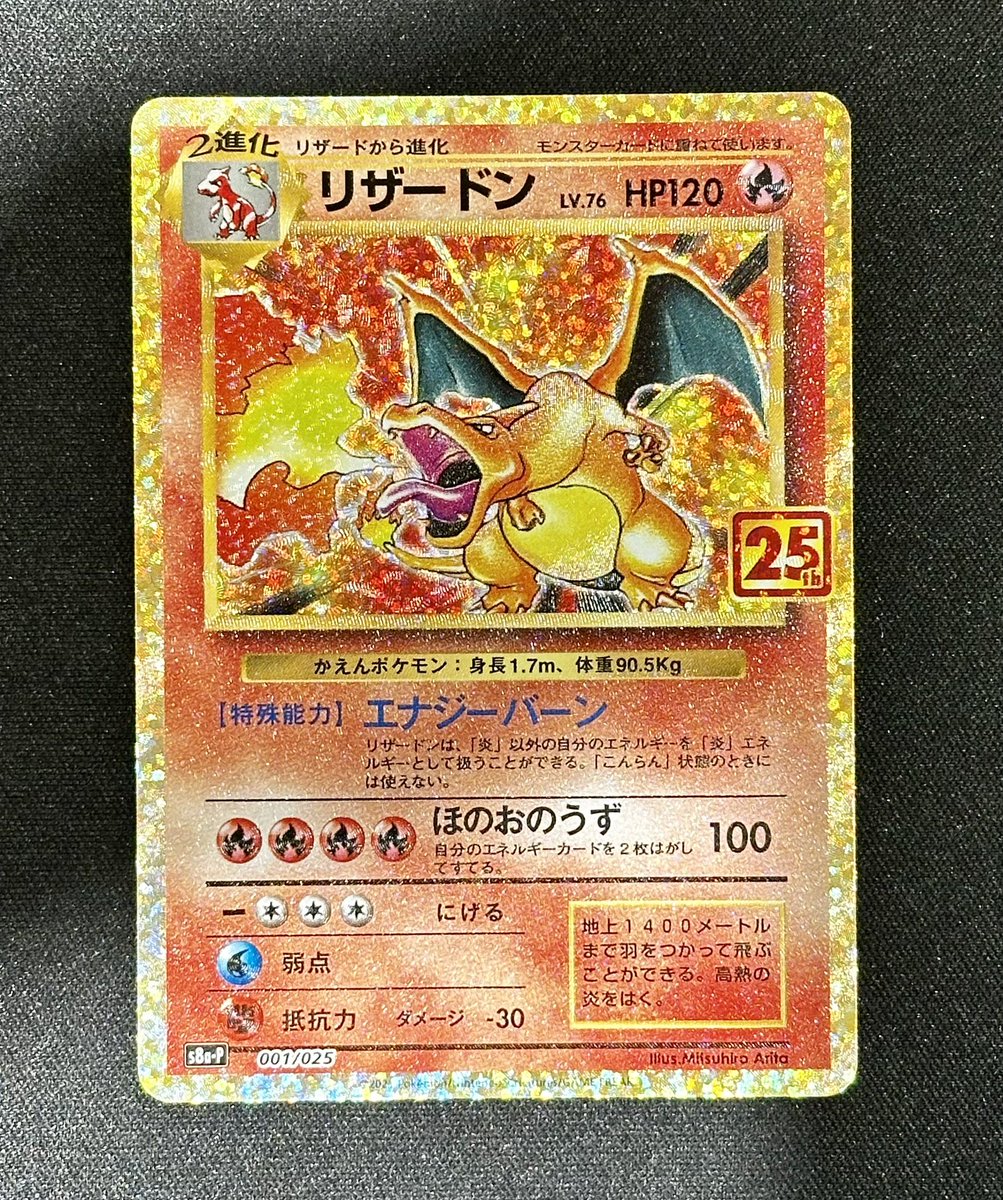 2進化 リザードから進化 モンスターカードに重ねて使います。
リザードン LV.76 HP120
25th
かえんポケモン：身長1.7m、体重90.5Kg
【特殊能力】エナジーバーン
リザードンは、「炎」以外の自分のエネルギーを「炎」エネ
ルギーとして扱うことができる。「こんらん」状態のときに
は使えない。
ほのおのうず 100
自分のエネルギーカードを２枚はがし
てすてる。
にげる
弱点
抵抗力 ダメージ -30
地上１４００メートル
まで羽をつかって飛ぶ
ことができる。高熱の
炎をはく。
s8a-P 001/025 Illus.Mitsuhiro Arita
Pokémon/Nintendo/Creatures/GAME FREAK